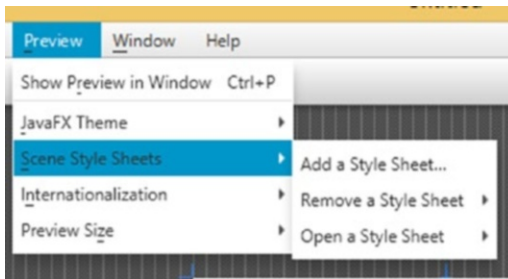 Preview Window Help
Show Preview in Window Ctrl+P
JavaFX Theme
Scene Style Sheets
Add a Style Sheet...
Internationalization
Remove a Style Sheet
Preview Size
Open a Style Sheet